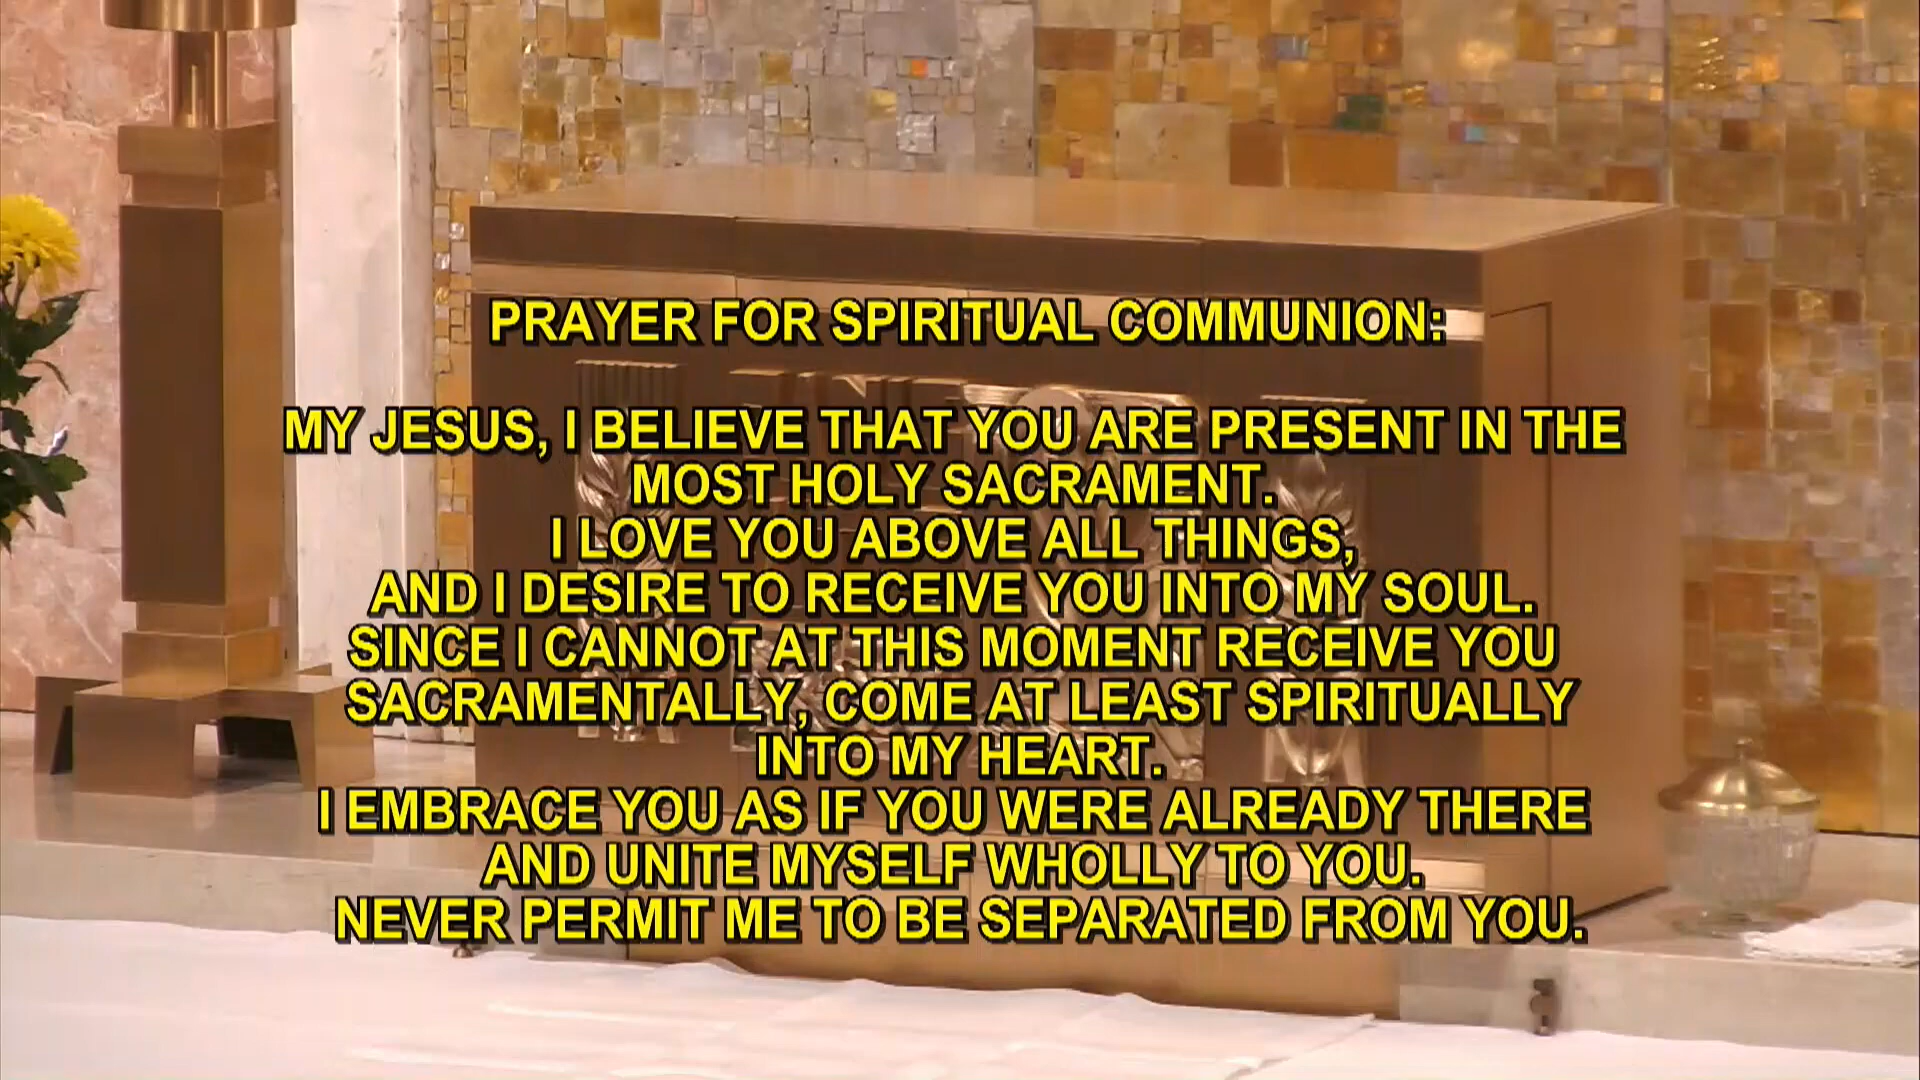 PRAYER FOR SPIRITUAL COMMUNION:
MY JESUS, I BELIEVE THAT YOU ARE PRESENT IN THE
MOST HOLY SACRAMENT.
I LOVE YOU ABOVE ALL THINGS,
AND I DESIRE TO RECEIVE YOU INTO MY SOUL.
SINCE I CANNOT AT THIS MOMENT RECEIVE YOU
SACRAMENTALLY, COME AT LEAST SPIRITUALLY
INTO MY HEART.
I EMBRACE YOU AS IF YOU WERE ALREADY THERE
AND UNITE MYSELF WHOLLY TO YOU.
NEVER PERMIT ME TO BE SEPARATED FROM YOU.